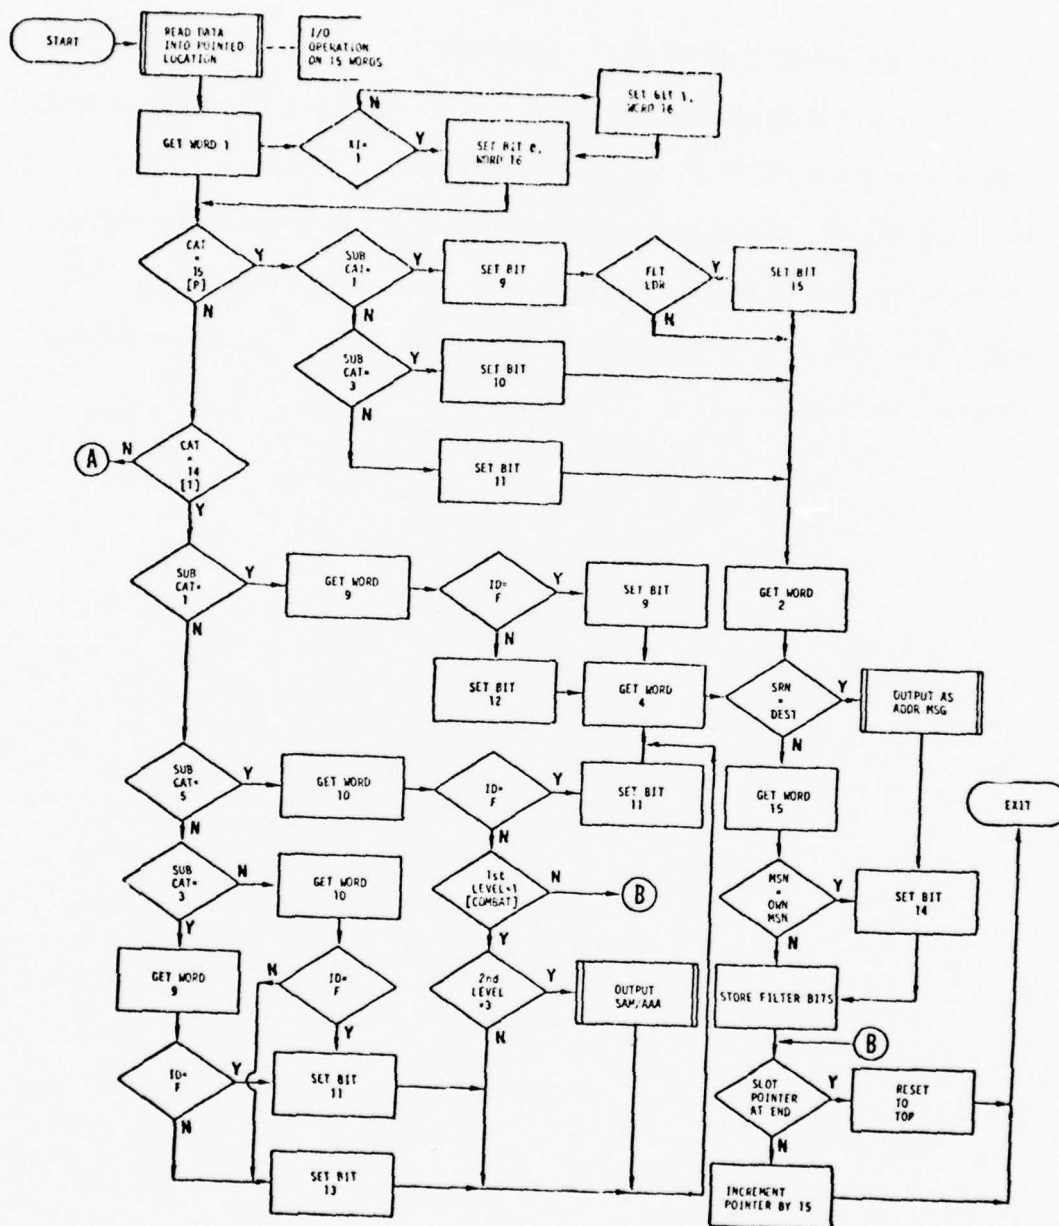 START
READ DATA
INTO POINTED
LOCATION
I/O
OPERATION
ON 15 WORDS
N
SET BIT
WORD 16
GET WORD 1
XI=
1
Y
SET BIT
WORD 16
CAT
=
15
[P]
Y
SUB
CAT=
1
Y
SET BIT
9
FLT
LDR
Y
SET BIT
15
N
N
N
SUB
CAT=
3
Y
SET BIT
10
N
A
N
CAT
=
14
[T]
Y
SET BIT
11
SUB
CAT=
1
Y
GET WORD
9
ID=
F
Y
SET BIT
9
GET WORD
2
N
N
SET BIT
12
GET WORD
4
SRN
=
DEST
Y
OUTPUT AS
ADDR MSG
N
SUB
CAT=
5
Y
GET WORD
10
ID=
F
Y
SET BIT
11
GET WORD
15
EXIT
N
N
SUB
CAT=
3
N
GET WORD
10
1st
LEVEL=1
[COMBAT]
N
B
MSN
=
OWN
MSN
Y
SET BIT
14
Y
Y
N
GET WORD
9
N
ID=
F
2nd
LEVEL
=3
Y
OUTPUT
SAM/AAA
STORE FILTER BITS
Y
N
B
ID=
F
Y
SET BIT
11
SLOT
POINTER
AT END
Y
RESET
TO
TOP
N
N
SET BIT
13
INCREMENT
POINTER BY 15